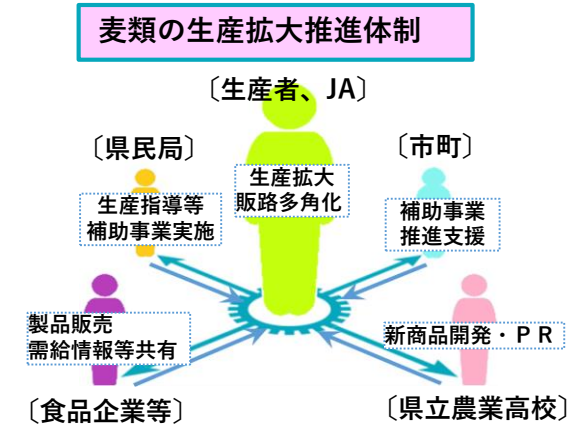 麦類の生産拡大推進体制
〔生産者、JA〕
〔県民局〕
〔市町〕
生産拡大
販路多角化
生産指導等
補助事業実施
補助事業
推進支援
製品販売
需給情報等共有
新商品開発・ＰＲ
〔食品企業等〕
〔県立農業高校〕